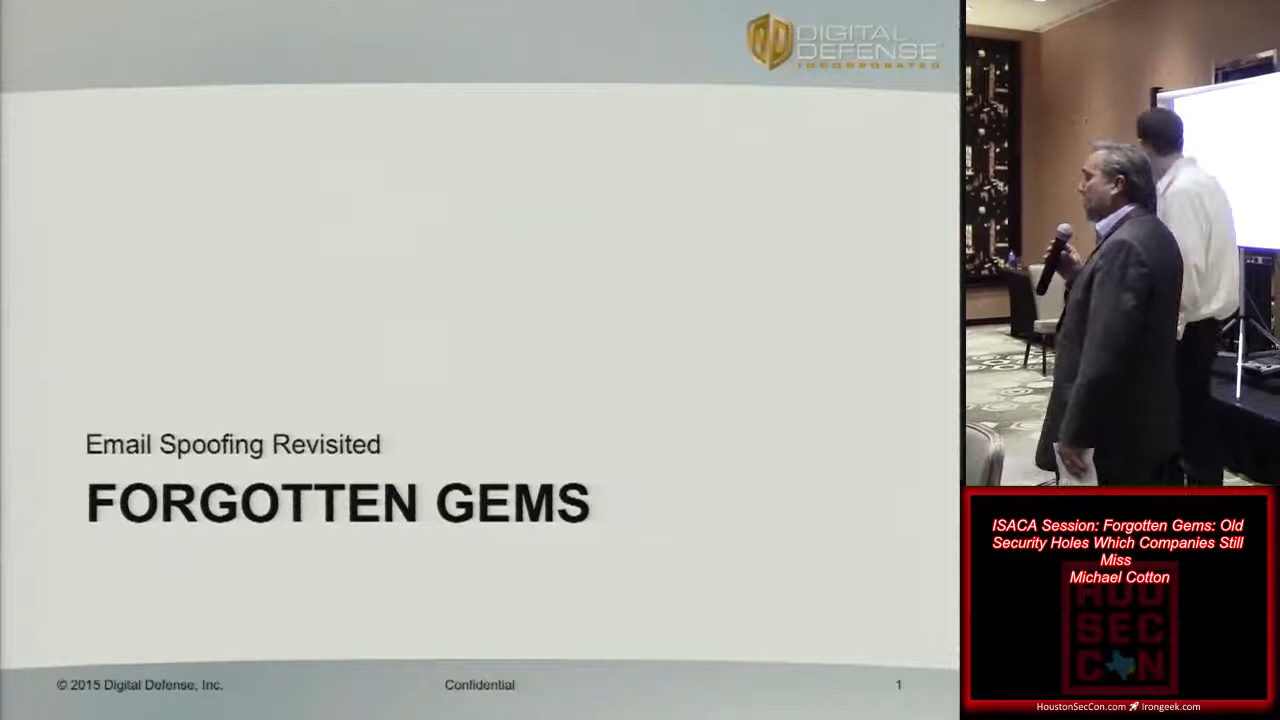 DIGITAL
DEFENSE
INCORPORATED
Email Spoofing Revisited
FORGOTTEN GEMS
© 2015 Digital Defense, Inc.
Confidential
1
ISACA Session: Forgotten Gems: Old
Security Holes Which Companies Still
Miss
Michael Cotton
HOU
SEC
CON
HoustonSecCon.com Irongeek.com